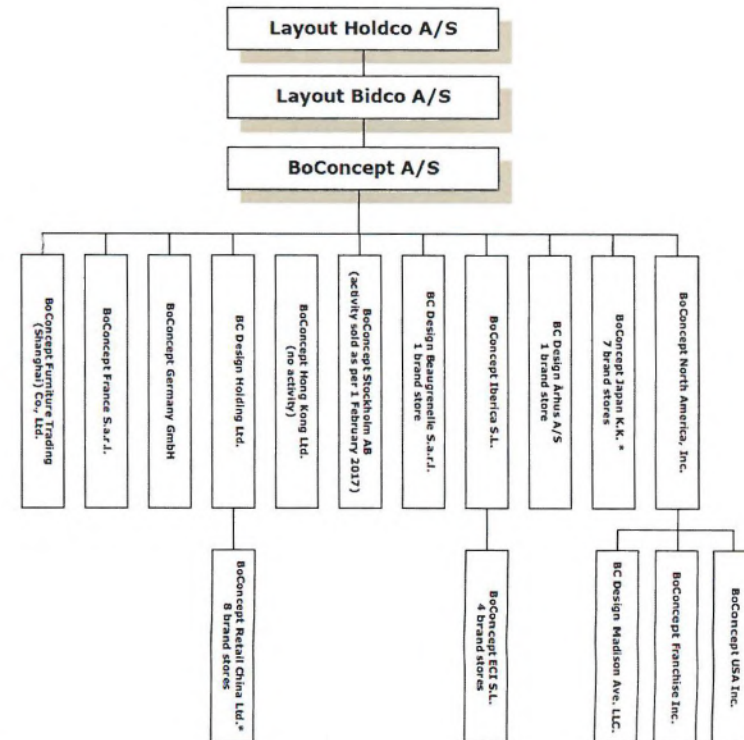 Layout Holdco A/S
Layout Bidco A/S
BoConcept A/S
BoConcept Furniture Trading
(Shanghai) Co., Ltd.
BoConcept France S.a.r.l.
BoConcept Germany GmbH
BC Design Holding Ltd.
BoConcept Hong Kong Ltd.
(no activity)
BoConcept Stockholm AB
(activity sold as per 1 February 2017)
BC Design Beaugrenelle S.a.r.l.
1 brand store
BoConcept Iberica S.L.
BC Design Århus A/S
1 brand store
BoConcept Japan K.K. *
7 brand stores
BoConcept North America, Inc.
BoConcept Retail China Ltd.*
8 brand stores
BoConcept ECI S.L.
4 brand stores
BC Design Madison Ave. LLC.
BoConcept Franchise Inc.
BoConcept USA Inc.